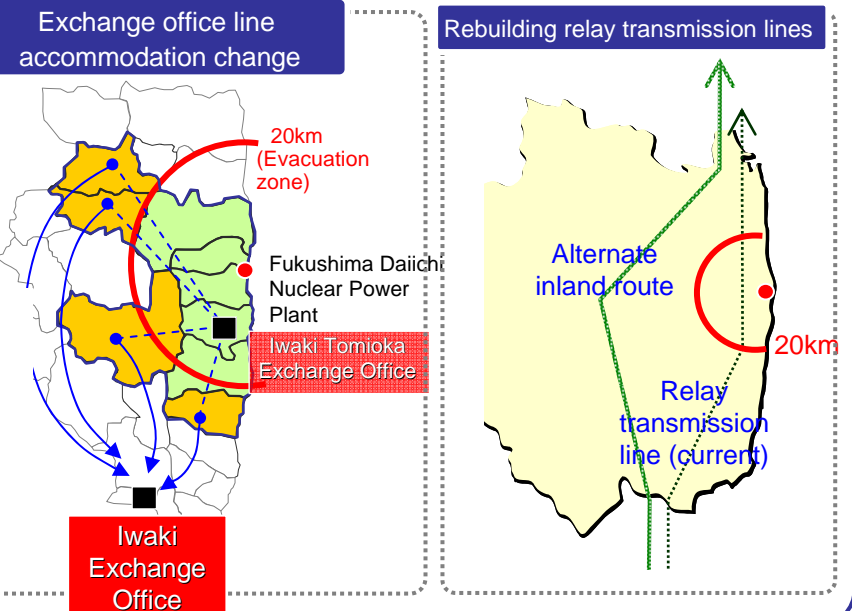 Exchange office line
accommodation change
20km
(Evacuation
zone)
Fukushima Daiichi
Nuclear Power
Plant
Iwaki Tomioka
Exchange Office
Iwaki
Exchange
Office
Rebuilding relay transmission lines
Alternate
inland route
20km
Relay
transmission
line (current)